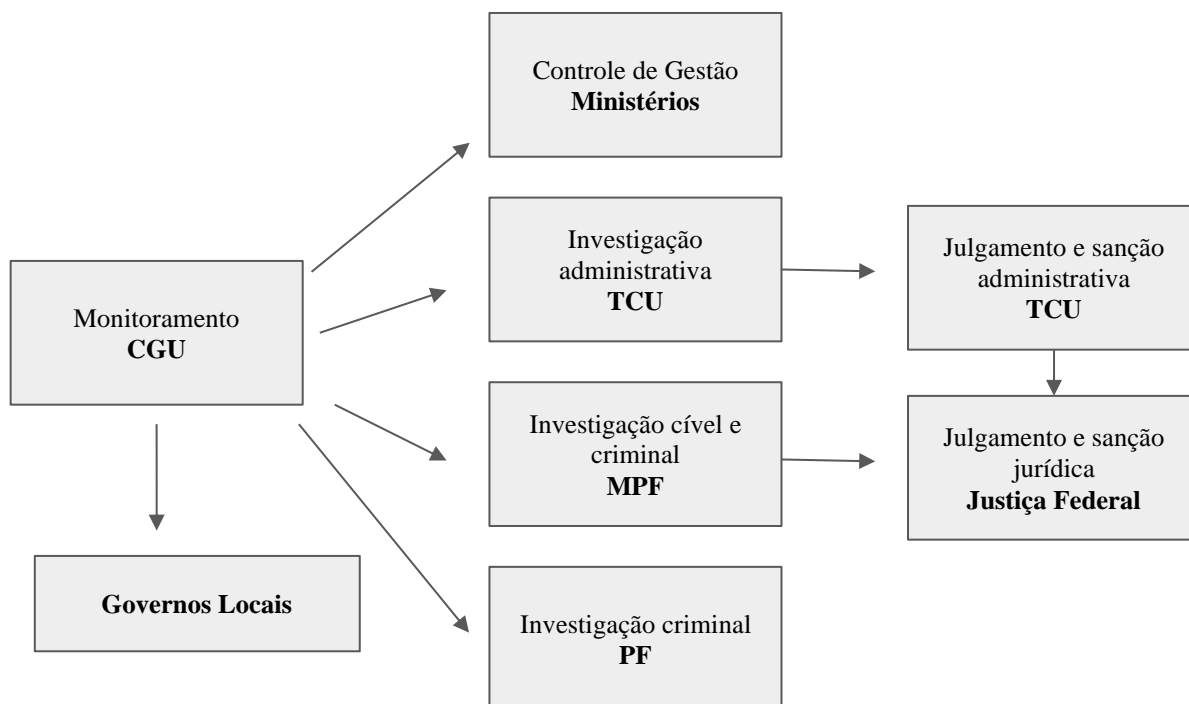 Controle de Gestão
Ministérios
Investigação
administrativa
TCU
Julgamento e sanção
administrativa
TCU
Monitoramento
CGU
Investigação cível e
criminal
MPF
Julgamento e sanção
jurídica
Justiça Federal
Governos Locais
Investigação criminal
PF